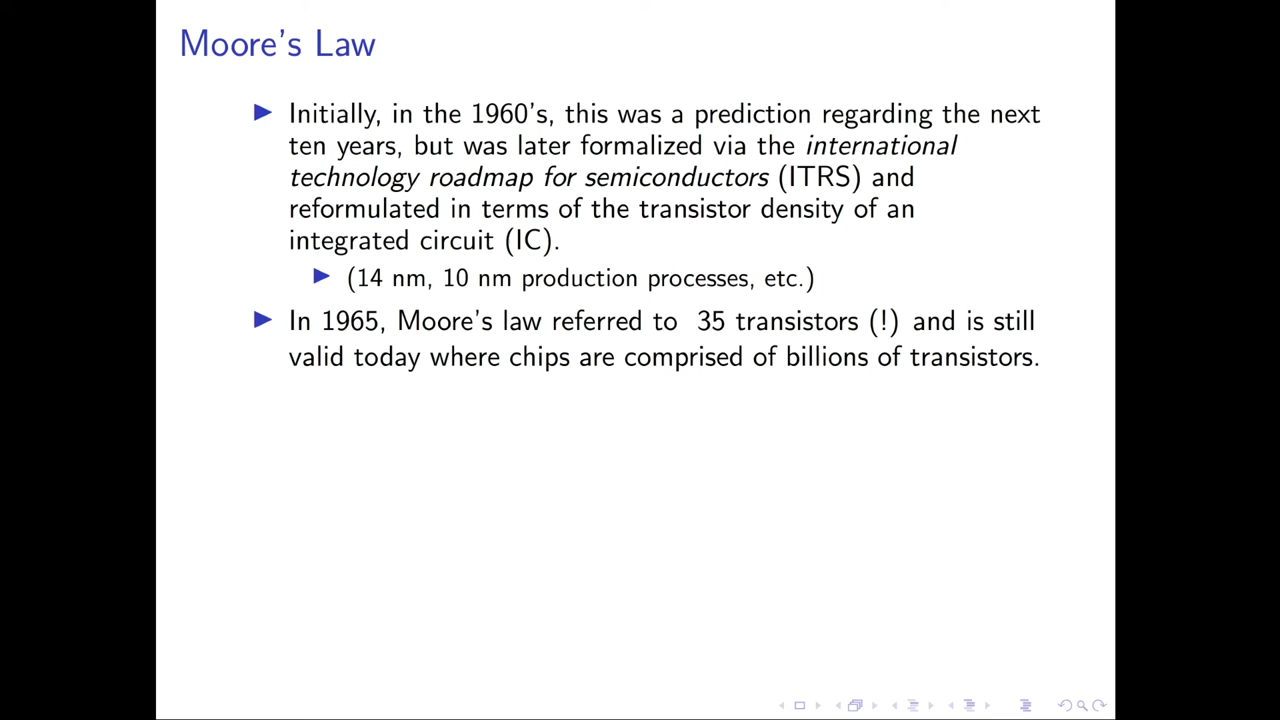 Moore's Law
Initially, in the 1960's, this was a prediction regarding the next
ten years, but was later formalized via the international
technology roadmap for semiconductors (ITRS) and
reformulated in terms of the transistor density of an
integrated circuit (IC).
(14 nm, 10 nm production processes, etc.)
In 1965, Moore's law referred to 35 transistors (!) and is still
valid today where chips are comprised of billions of transistors.